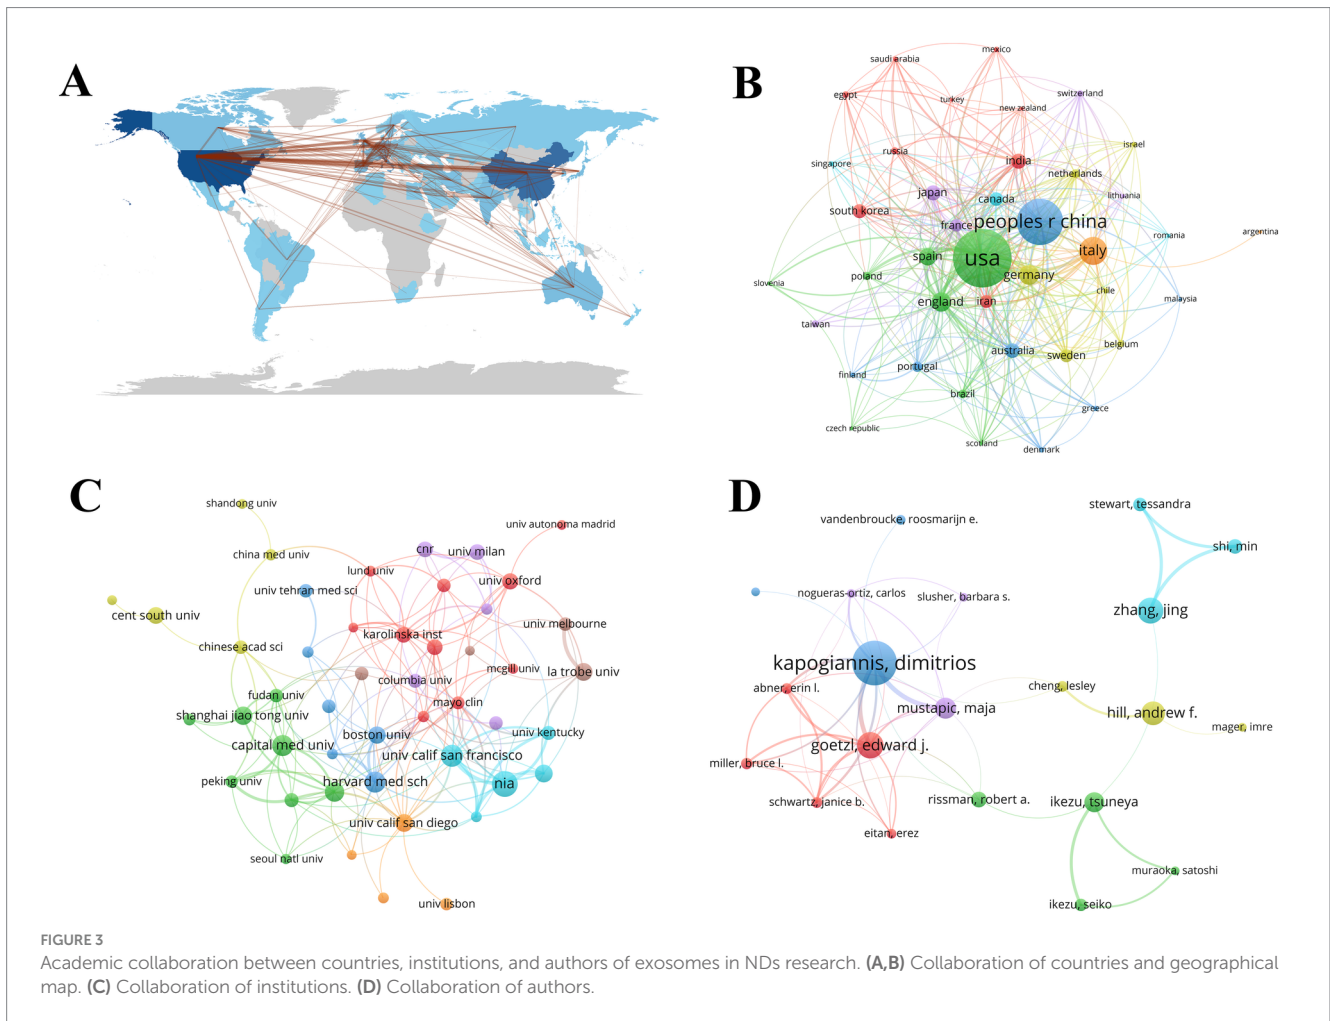 A
B
mexico
saudi arabia
egypt
turkey
new zealand
switzerland
russia
india
israel
singapore
netherlands
japan
canada
lithuania
south korea
france
peoples r china
romania
argentina
spain
usa
italy
germany
poland
slovenia
chile
malaysia
england
iran
taiwan
australia
sweden
belgium
portugal
finland
brazil
greece
czech republic
scotland
denmark
C
shandong univ
univ autonoma madrid
china med univ
cnr
univ milan
lund univ
univ oxford
univ tehran med sci
cent south univ
univ melbourne
karolinska inst
chinese acad sci
mcgill univ
la trobe univ
columbia univ
fudan univ
mayo clin
shanghai jiao tong univ
boston univ
univ kentucky
capital med univ
univ calif san francisco
peking univ
harvard med sch
nia
univ calif san diego
seoul natl univ
univ lisbon
D
stewart, tessandra
vandenbroucke, roosmarijn e.
shi, min
nogueras-ortiz, carlos
slusher, barbara s.
zhang, jing
kapogiannis, dimitrios
abner, erin l.
cheng, lesley
mustapic, maja
hill, andrew f.
mager, imre
goetzl, edward j.
miller, bruce l.
schwartz, janice b.
rissman, robert a.
ikezu, tsuneya
eitan, erez
muraoka, satoshi
ikezu, seiko
FIGURE 3
Academic collaboration between countries, institutions, and authors of exosomes in NDs research. (A,B) Collaboration of countries and geographical
map. (C) Collaboration of institutions. (D) Collaboration of authors.